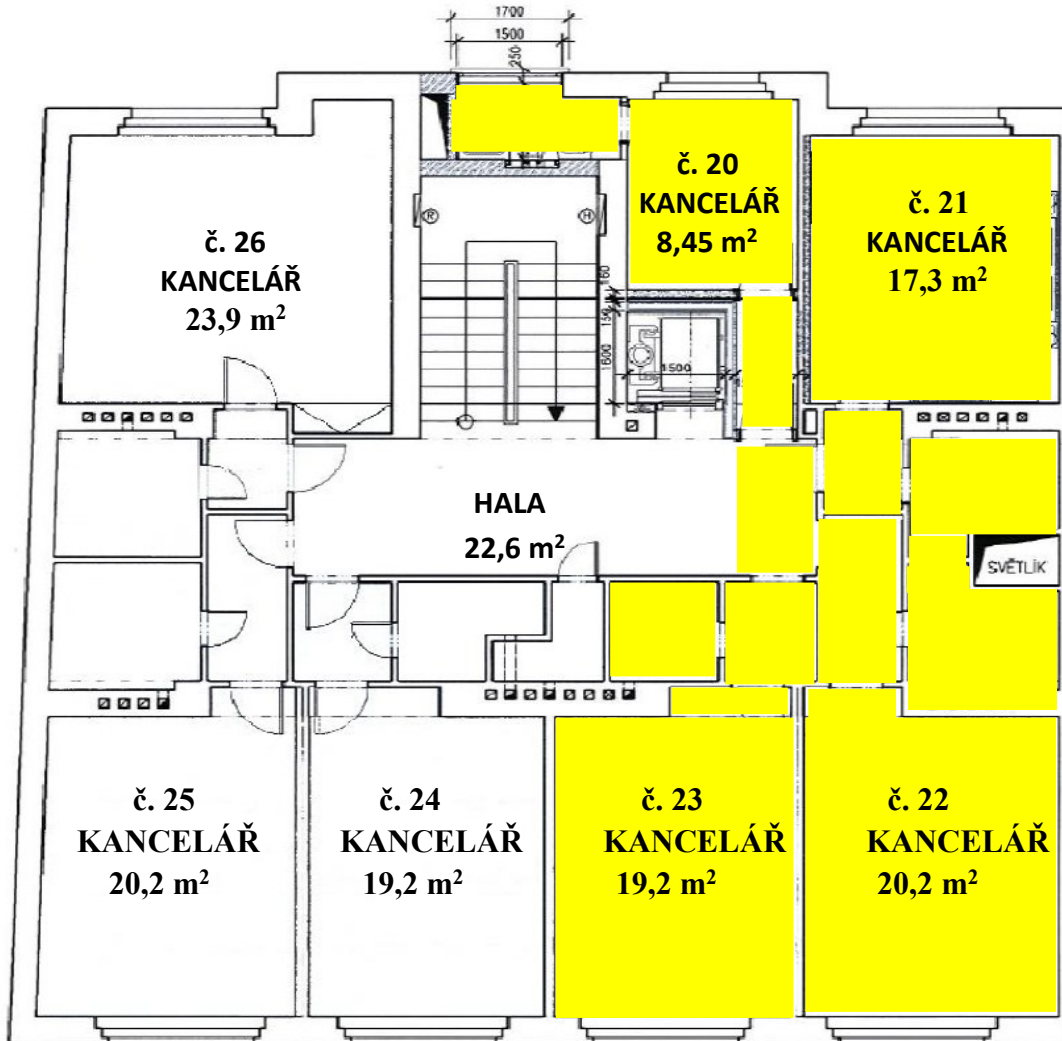 1700
1500
250
č. 20
KANCELÁŘ
8,45 m²
č. 21
KANCELÁŘ
17,3 m²
č. 26
KANCELÁŘ
23,9 m²
R
H
160
150
1600
1500
HALA
22,6 m²
SVĚTLÍK
č. 25
KANCELÁŘ
20,2 m²
č. 24
KANCELÁŘ
19,2 m²
č. 23
KANCELÁŘ
19,2 m²
č. 22
KANCELÁŘ
20,2 m²